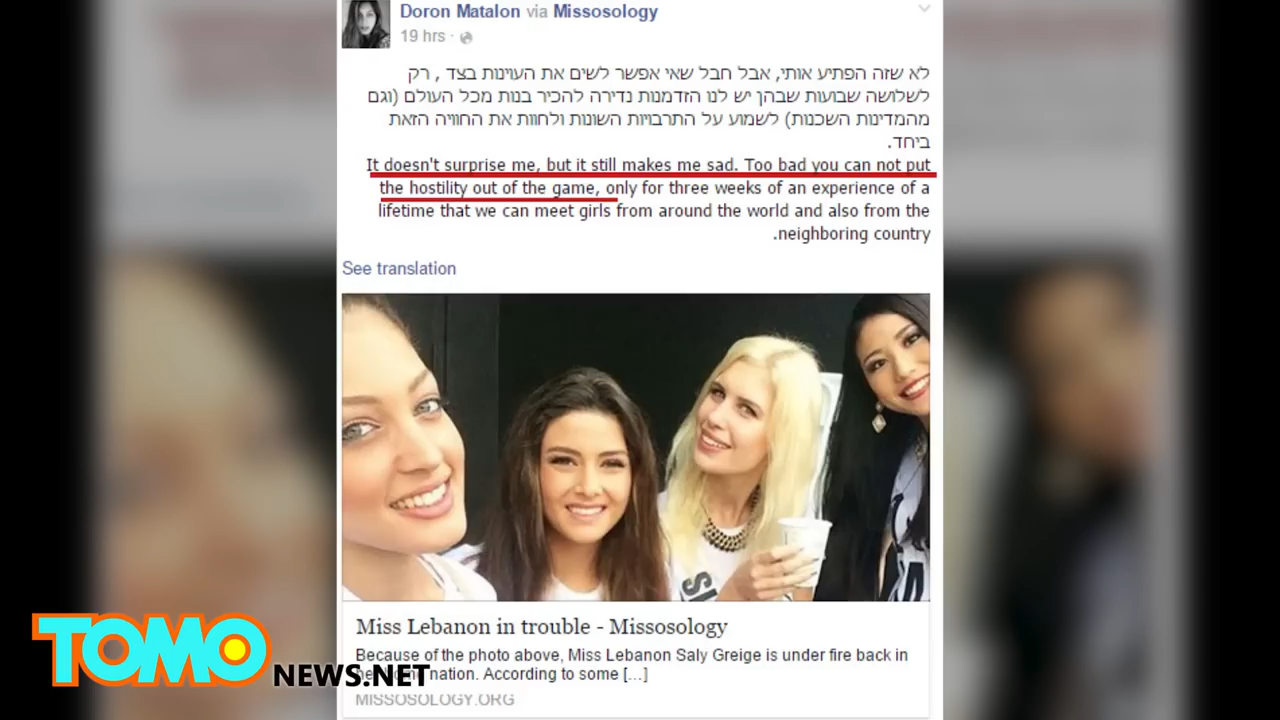 Doron Matalon via Missosology
19 hrs ·
לא שזה הפתיע אותי, אבל חבל שאי אפשר לשים את העוינות בצד , רק
לשלושה שבועות שבהן יש לנו הזדמנות נדירה להכיר בנות מכל העולם (וגם
מהמדינות השכנות) לשמוע על התרבויות השונות ולחוות את החוויה הזאת
ביחד.
It doesn't surprise me, but it still makes me sad. Too bad you can not put
the hostility out of the game, only for three weeks of an experience of a
lifetime that we can meet girls from around the world and also from the
.neighboring country
See translation
Miss Lebanon in trouble - Missosology
Because of the photo above, Miss Lebanon Saly Greige is under fire back in
nation. According to some [...]
MISSOSOLOGY.ORG
TOMO
NEWS.NET